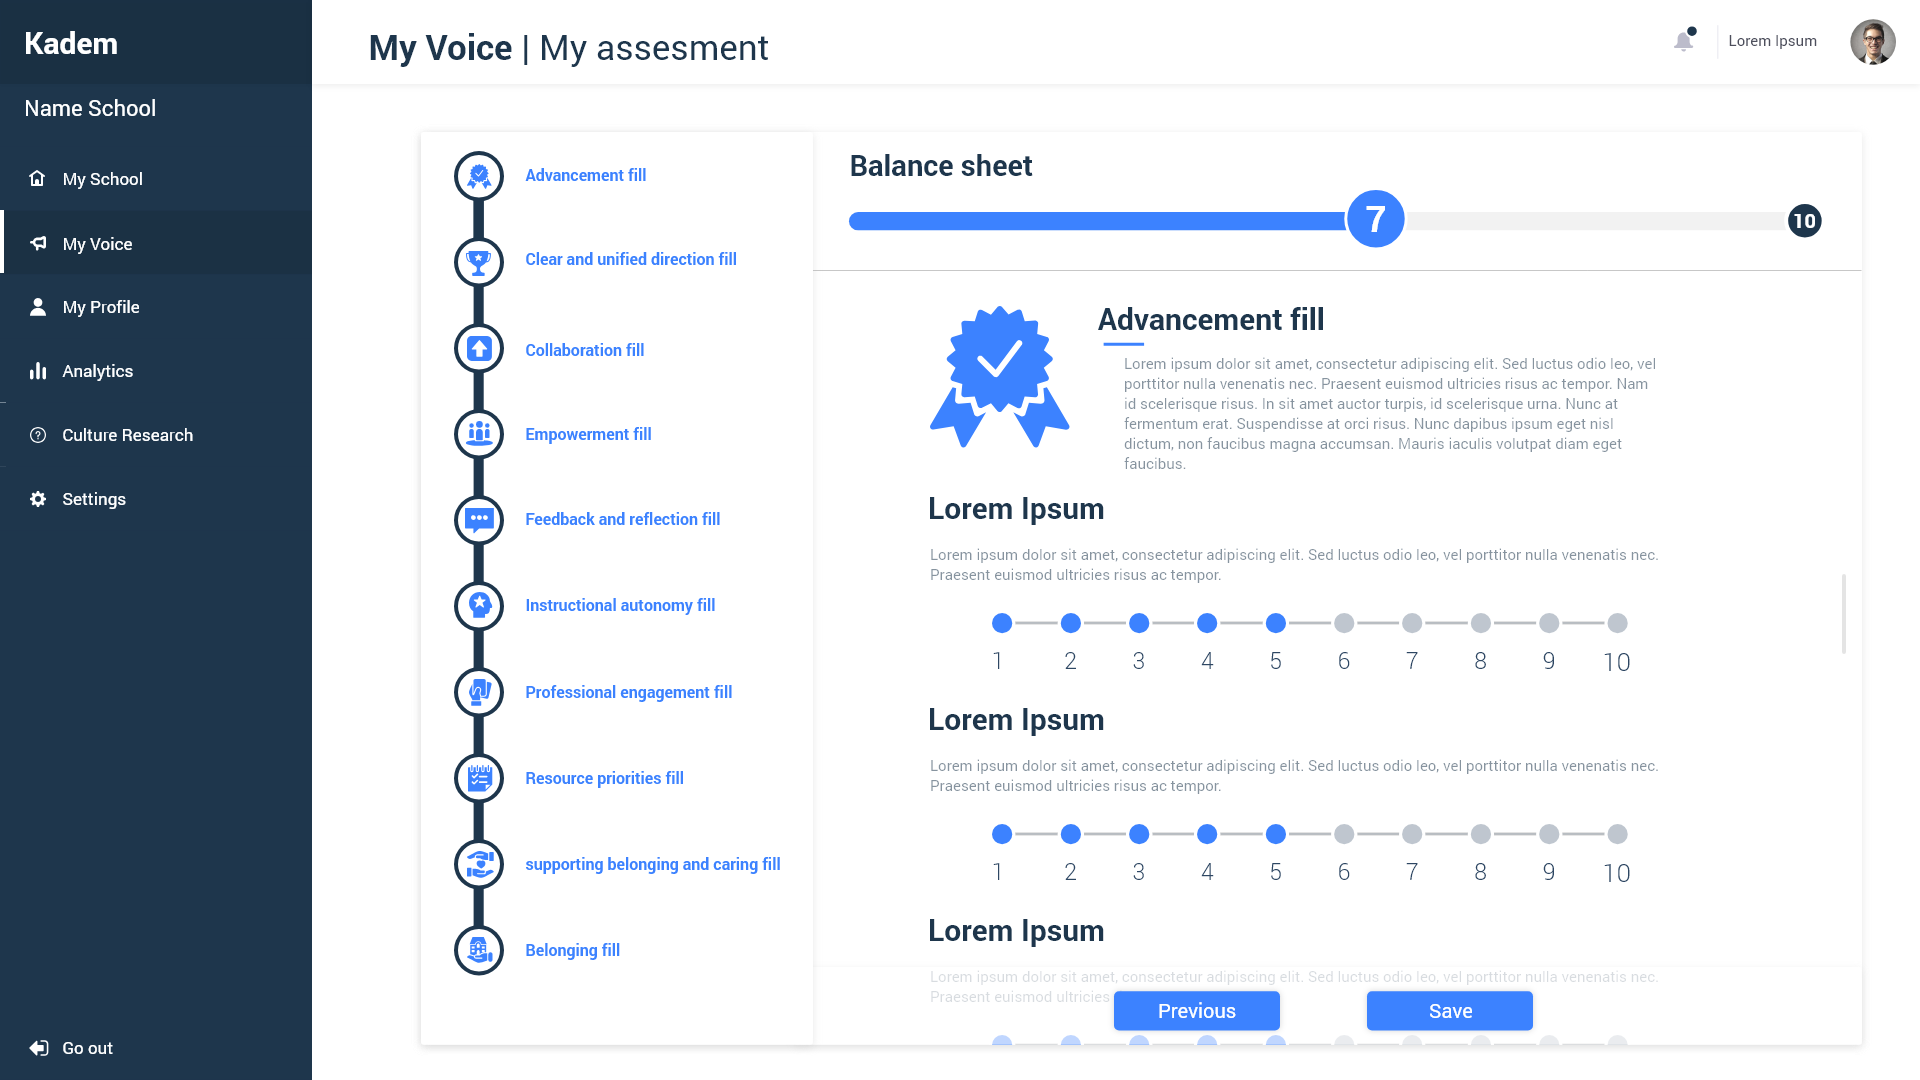 Kadem
Name School
My School
My Voice
My Profile
Analytics
Culture Research
Settings
Go out
My Voice | My assesment
Lorem Ipsum
Advancement fill
Clear and unified direction fill
Collaboration fill
Empowerment fill
Feedback and reflection fill
Instructional autonomy fill
Professional engagement fill
Resource priorities fill
supporting belonging and caring fill
Belonging fill
Balance sheet
7
10
Advancement fill
Lorem ipsum dolor sit amet, consectetur adipiscing elit. Sed luctus odio leo, vel
porttitor nulla venenatis nec. Praesent euismod ultricies risus ac tempor. Nam
id scelerisque risus. In sit amet auctor turpis, id scelerisque urna. Nunc at
fermentum erat. Suspendisse at orci risus. Nunc dapibus ipsum eget nisl
dictum, non faucibus magna accumsan. Mauris iaculis volutpat diam eget
faucibus.
Lorem Ipsum
Lorem ipsum dolor sit amet, consectetur adipiscing elit. Sed luctus odio leo, vel porttitor nulla venenatis nec.
Praesent euismod ultricies risus ac tempor.
1 2 3 4 5 6 7 8 9 10
Lorem Ipsum
Lorem ipsum dolor sit amet, consectetur adipiscing elit. Sed luctus odio leo, vel porttitor nulla venenatis nec.
Praesent euismod ultricies risus ac tempor.
1 2 3 4 5 6 7 8 9 10
Lorem Ipsum
Lorem ipsum dolor sit amet, consectetur adipiscing elit. Sed luctus odio leo, vel porttitor nulla venenatis nec.
Praesent euismod ultricies
Previous
Save